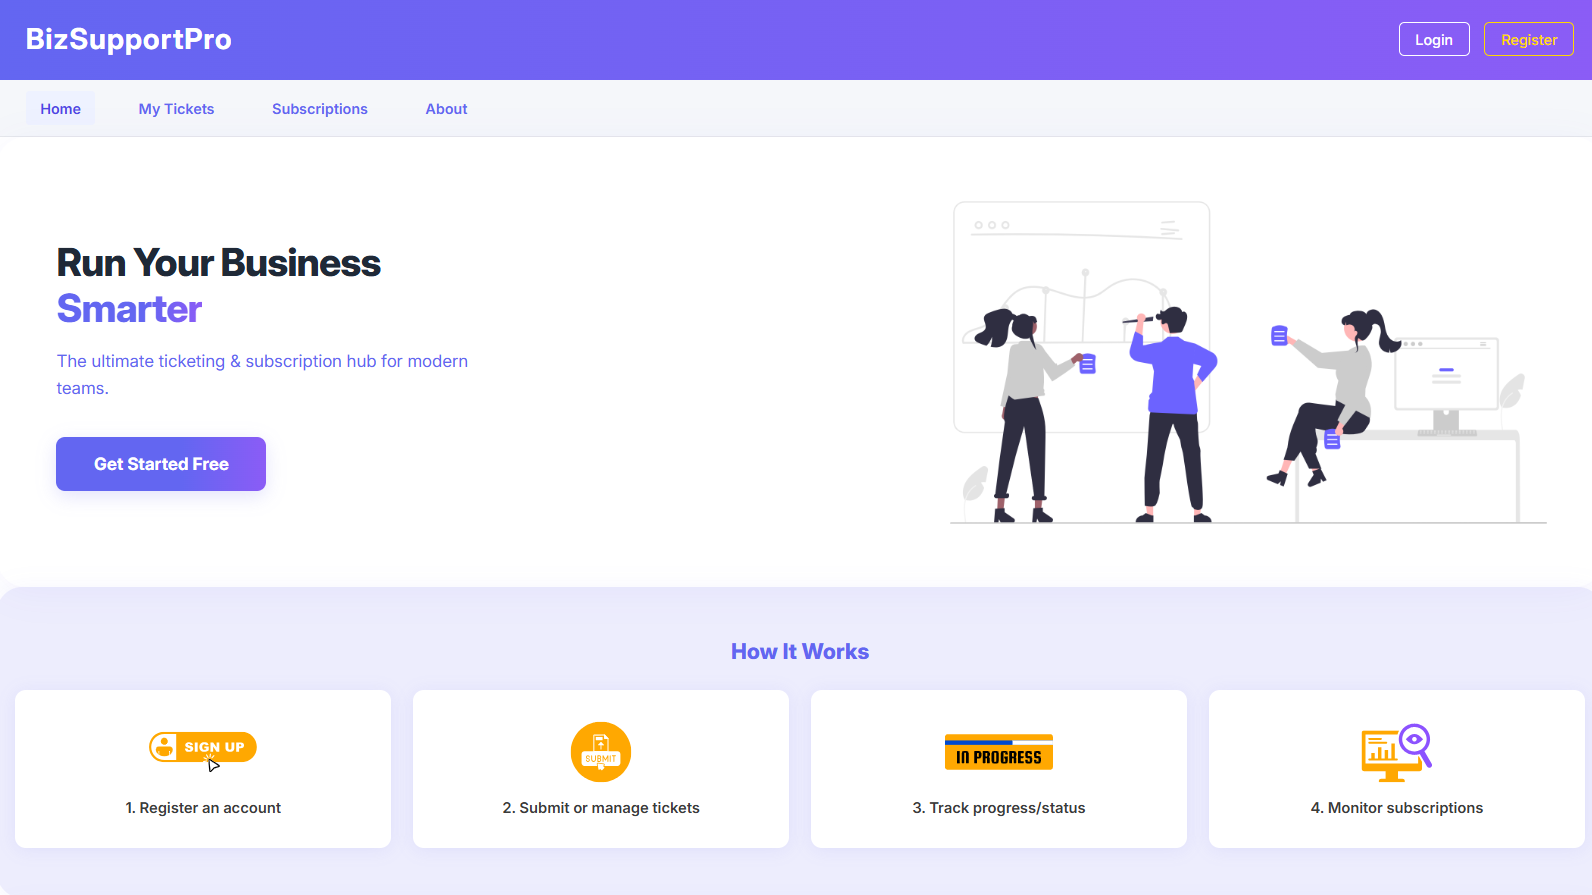 BizSupportPro
Login
Register
Home
My Tickets
Subscriptions
About
Run Your Business
Smarter
The ultimate ticketing & subscription hub for modern
teams.
Get Started Free
How It Works
SIGN UP
1. Register an account
SUBMIT
2. Submit or manage tickets
IN PROGRESS
3. Track progress/status
4. Monitor subscriptions